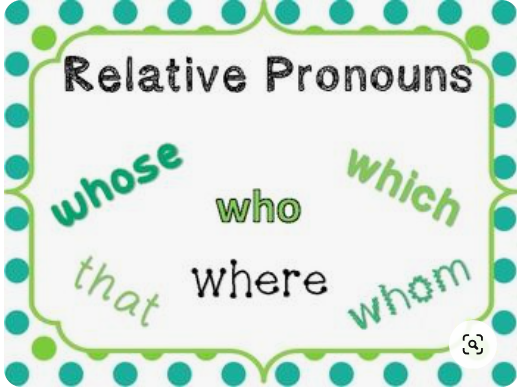 Relative Pronouns
whose
which
who
that
where
whom